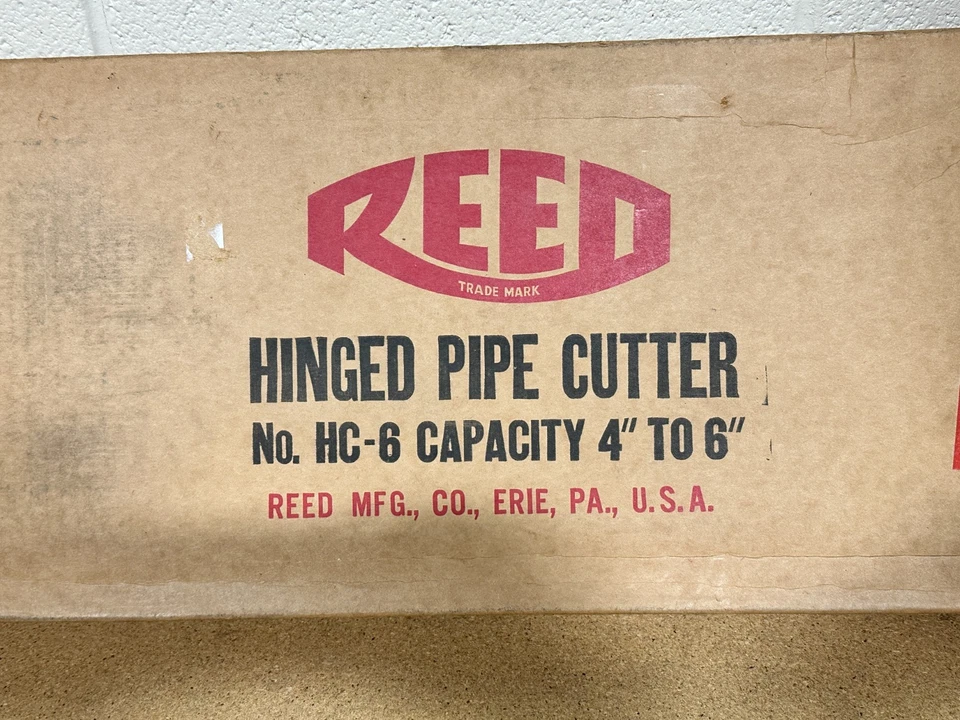 REED
TRADE MARK
HINGED PIPE CUTTER
No. HC-6 CAPACITY 4" TO 6"
REED MFG., CO., ERIE, PA., U.S.A.